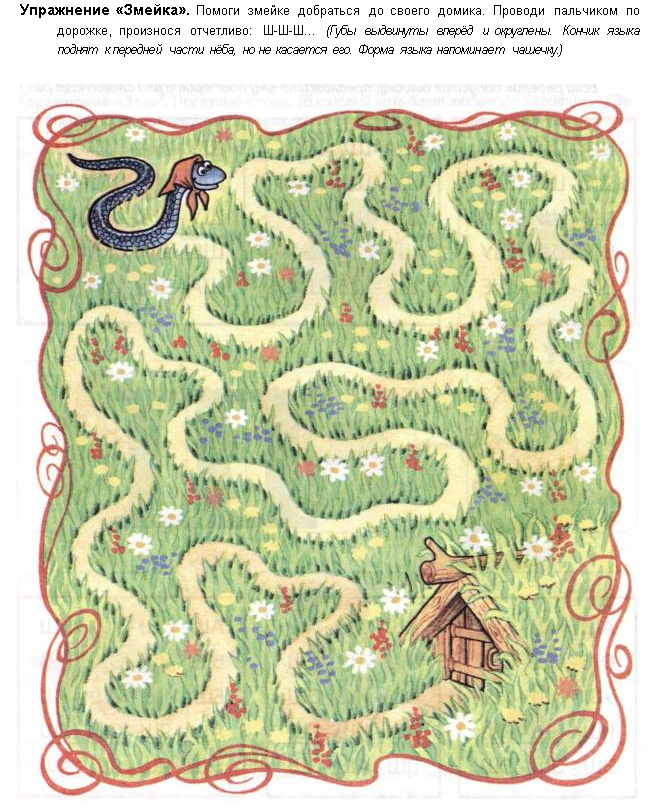 Упражнение «Змейка». Помоги змейке добраться до своего домика. Проводи пальчиком по
дорожке, произнося отчетливо: Ш-Ш-Ш... (Губы выдвинуты вперёд и округлены. Кончик языка
поднят к передней части нёба, но не касается его. Форма языка напоминает чашечку.)